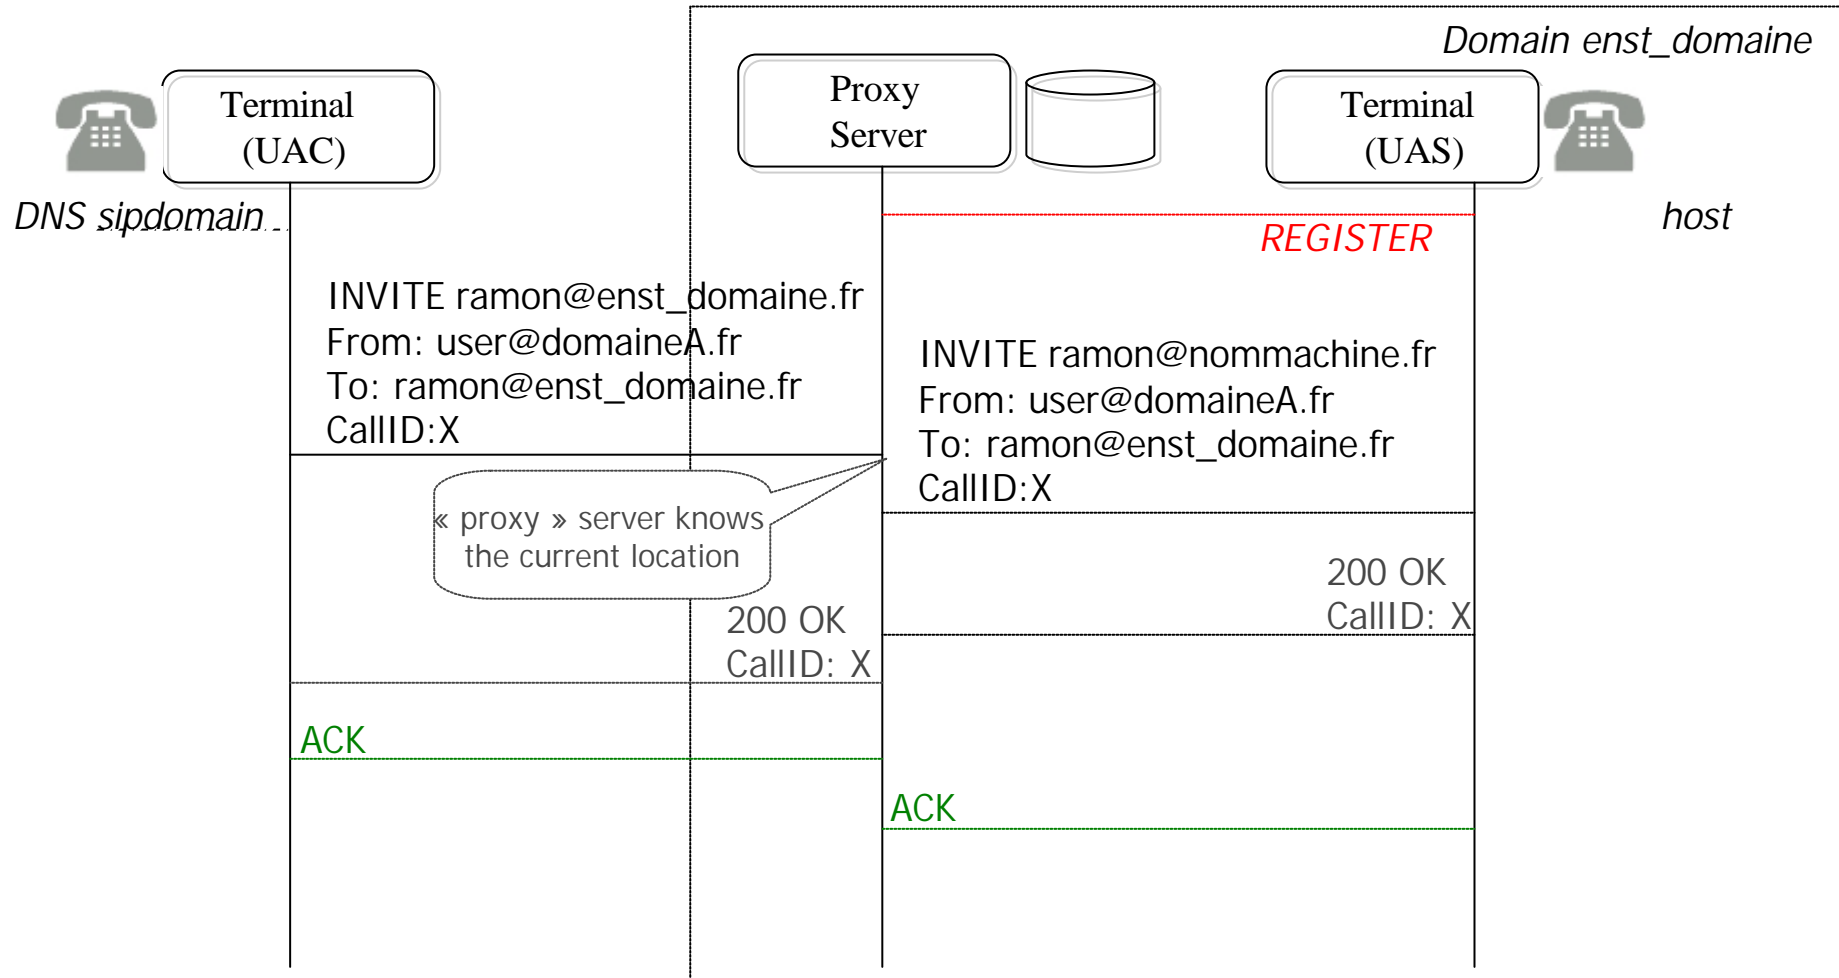 Domain enst_domaine
Terminal
(UAC)
Proxy
Server
Terminal
(UAS)
DNS sipdomain
host
REGISTER
INVITE ramon@enst_domaine.fr
From: user@domaineA.fr
To: ramon@enst_domaine.fr
CallID:X
INVITE ramon@nommachine.fr
From: user@domaineA.fr
To: ramon@enst_domaine.fr
CallID:X
« proxy » server knows
the current location
200 OK
CallID: X
200 OK
CallID: X
ACK
ACK